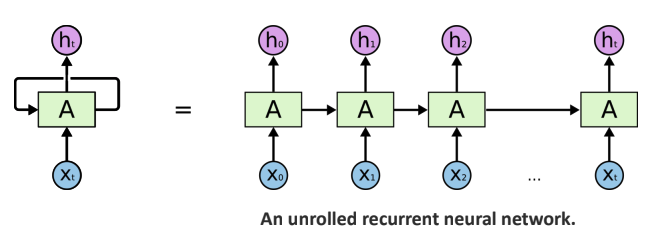 hₜ h₀ h₁ h₂ hₜ
A = A A A A
xₜ x₀ x₁ x₂ ... xₜ
An unrolled recurrent neural network.